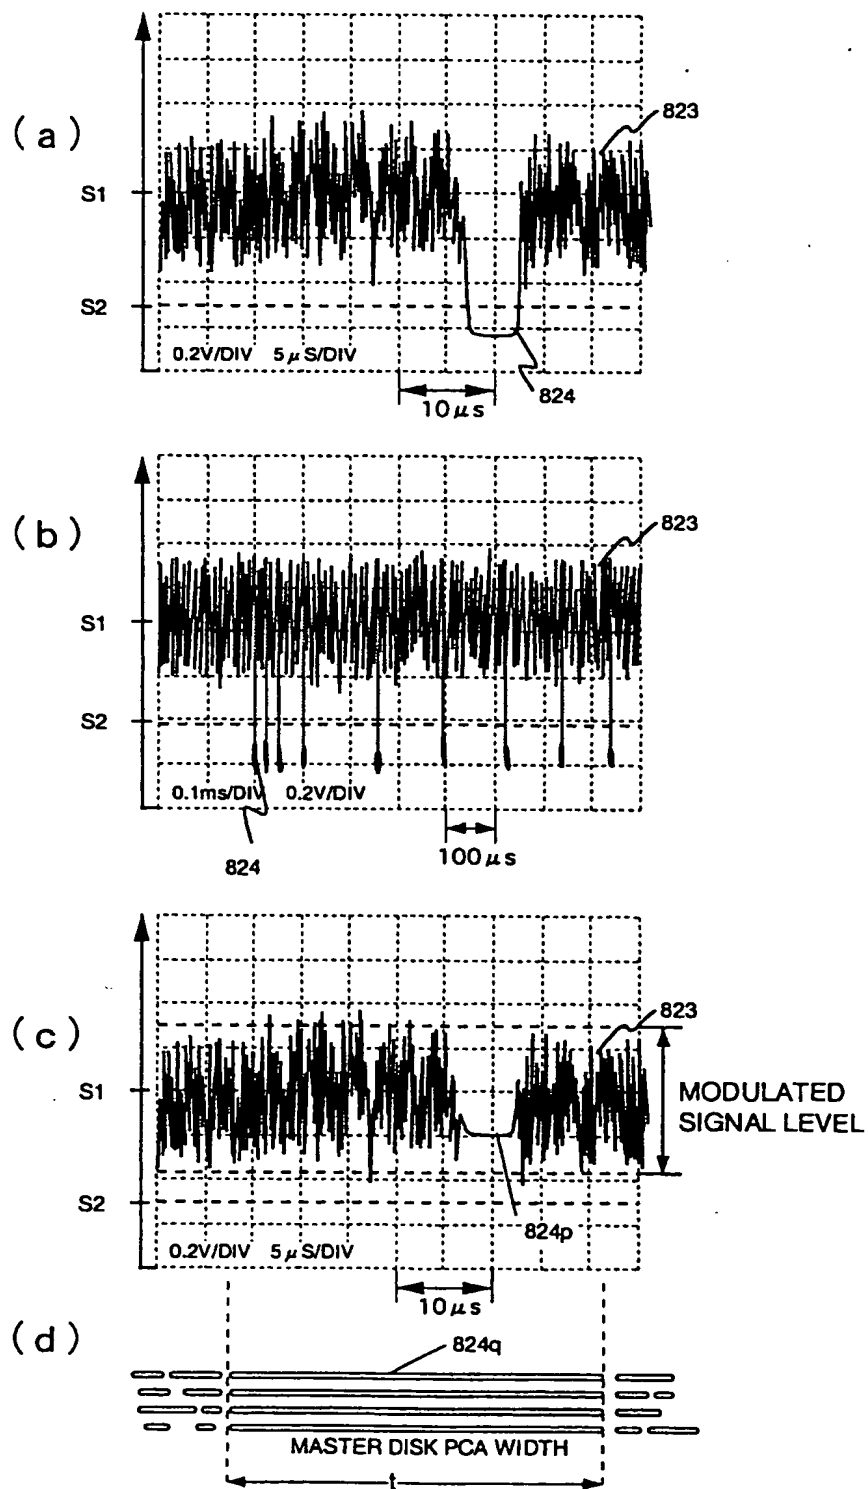 (a)
823
S1
S2
0.2V/DIV 5μS/DIV
824
10μs
(b)
823
S1
S2
0.1ms/DIV 0.2V/DIV
824
100μs
(c)
823
S1
MODULATED
SIGNAL LEVEL
S2
824p
0.2V/DIV 5μS/DIV
10μs
(d)
824q
MASTER DISK PCA WIDTH
t